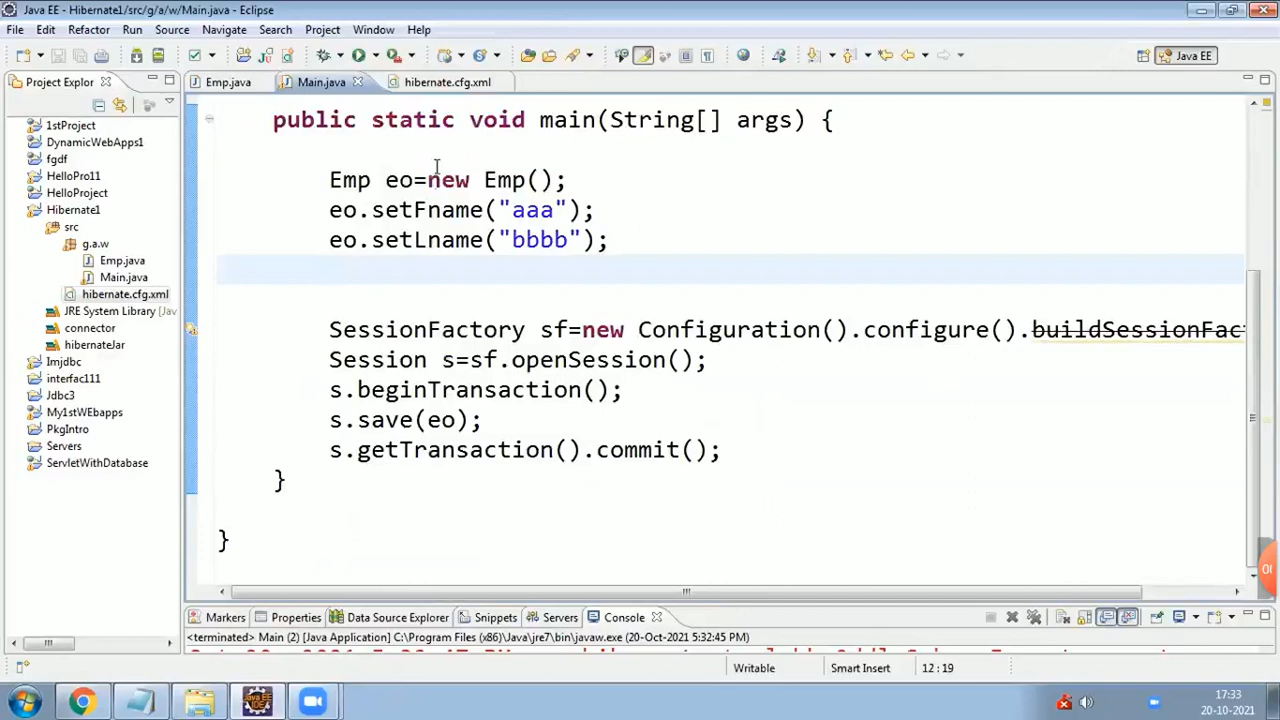 Java EE - Hibernate1/src/g/a/w/Main.java - Eclipse
File Edit Refactor Run Source Navigate Search Project Window Help
Java EE
Project Explor
Emp.java Main.java hibernate.cfg.xml
1stProject
DynamicWebApps1
fgdf
HelloPro11
HelloProject
Hibernate1
src
g.a.w
Emp.java
Main.java
hibernate.cfg.xml
JRE System Library [Jav
connector
hibernateJar
Imjdbc
interfac111
Jdbc3
My1stWEbapps
PkgIntro
Servers
ServletWithDatabase
public static void main(String[] args) {
Emp eo=new Emp();
eo.setFname("aaa");
eo.setLname("bbbb");
SessionFactory sf=new Configuration().configure().buildSessionFac
Session s=sf.openSession();
s.beginTransaction();
s.save(eo);
s.getTransaction().commit();
}
}
Markers Properties Data Source Explorer Snippets Servers Console
<terminated> Main (2) [Java Application] C:\Program Files (x86)\Java\jre7\bin\javaw.exe (20-Oct-2021 5:32:45 PM)
Writable Smart Insert 12:19
Java EE
IDE
17:33
20-10-2021